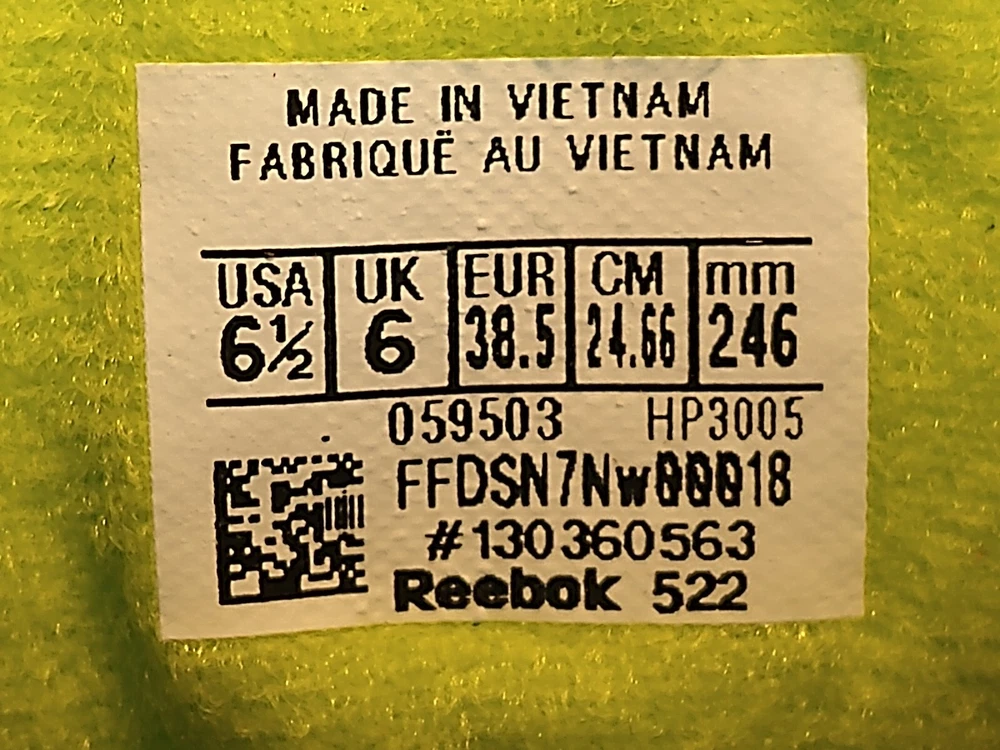 MADE IN VIETNAM
FABRIQUË AU VIETNAM
USA UK EUR CM mm
6½ 6 38.5 24.66 246
059503 HP3005
FFDSN7Nw00018
#130360563
Reebok 522